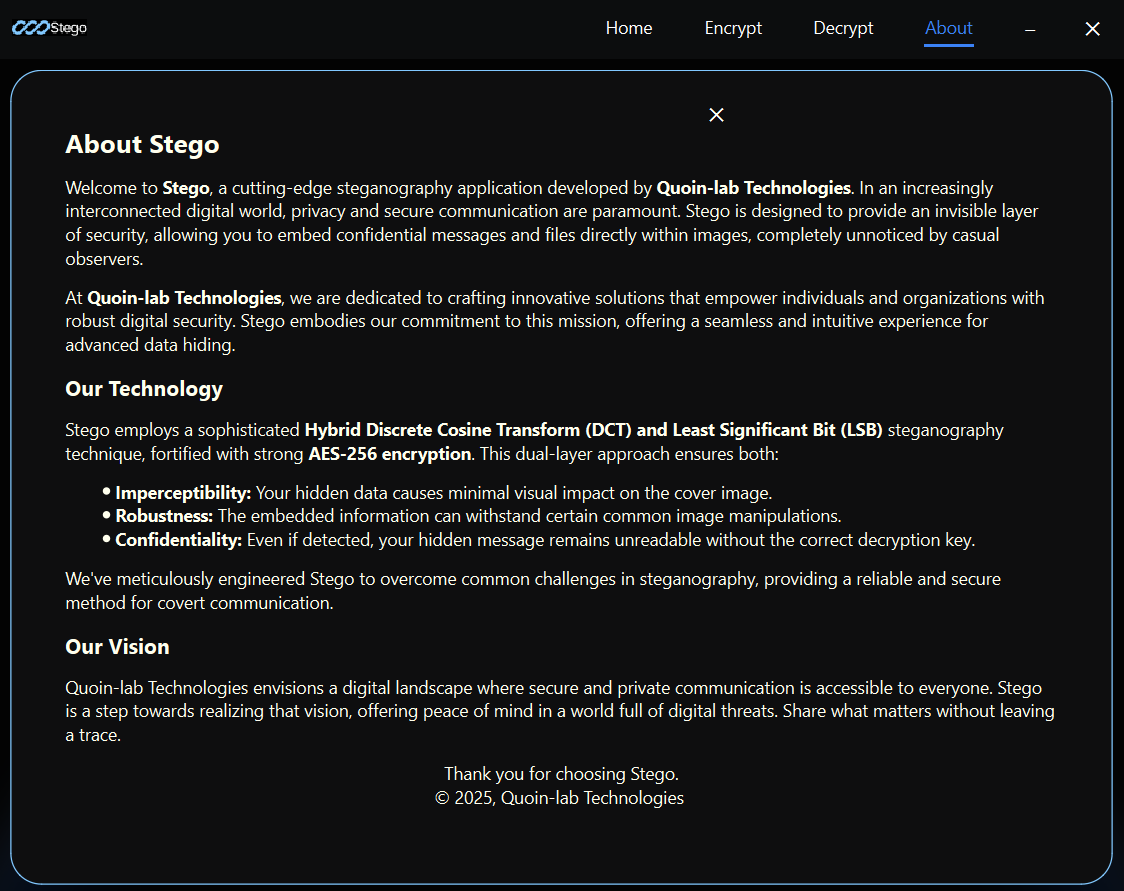 Stego
Home Encrypt Decrypt About
About Stego
Welcome to Stego, a cutting-edge steganography application developed by Quoin-lab Technologies. In an increasingly
interconnected digital world, privacy and secure communication are paramount. Stego is designed to provide an invisible layer
of security, allowing you to embed confidential messages and files directly within images, completely unnoticed by casual
observers.
At Quoin-lab Technologies, we are dedicated to crafting innovative solutions that empower individuals and organizations with
robust digital security. Stego embodies our commitment to this mission, offering a seamless and intuitive experience for
advanced data hiding.
Our Technology
Stego employs a sophisticated Hybrid Discrete Cosine Transform (DCT) and Least Significant Bit (LSB) steganography
technique, fortified with strong AES-256 encryption. This dual-layer approach ensures both:
• Imperceptibility: Your hidden data causes minimal visual impact on the cover image.
• Robustness: The embedded information can withstand certain common image manipulations.
• Confidentiality: Even if detected, your hidden message remains unreadable without the correct decryption key.
We've meticulously engineered Stego to overcome common challenges in steganography, providing a reliable and secure
method for covert communication.
Our Vision
Quoin-lab Technologies envisions a digital landscape where secure and private communication is accessible to everyone. Stego
is a step towards realizing that vision, offering peace of mind in a world full of digital threats. Share what matters without leaving
a trace.
Thank you for choosing Stego.
© 2025, Quoin-lab Technologies